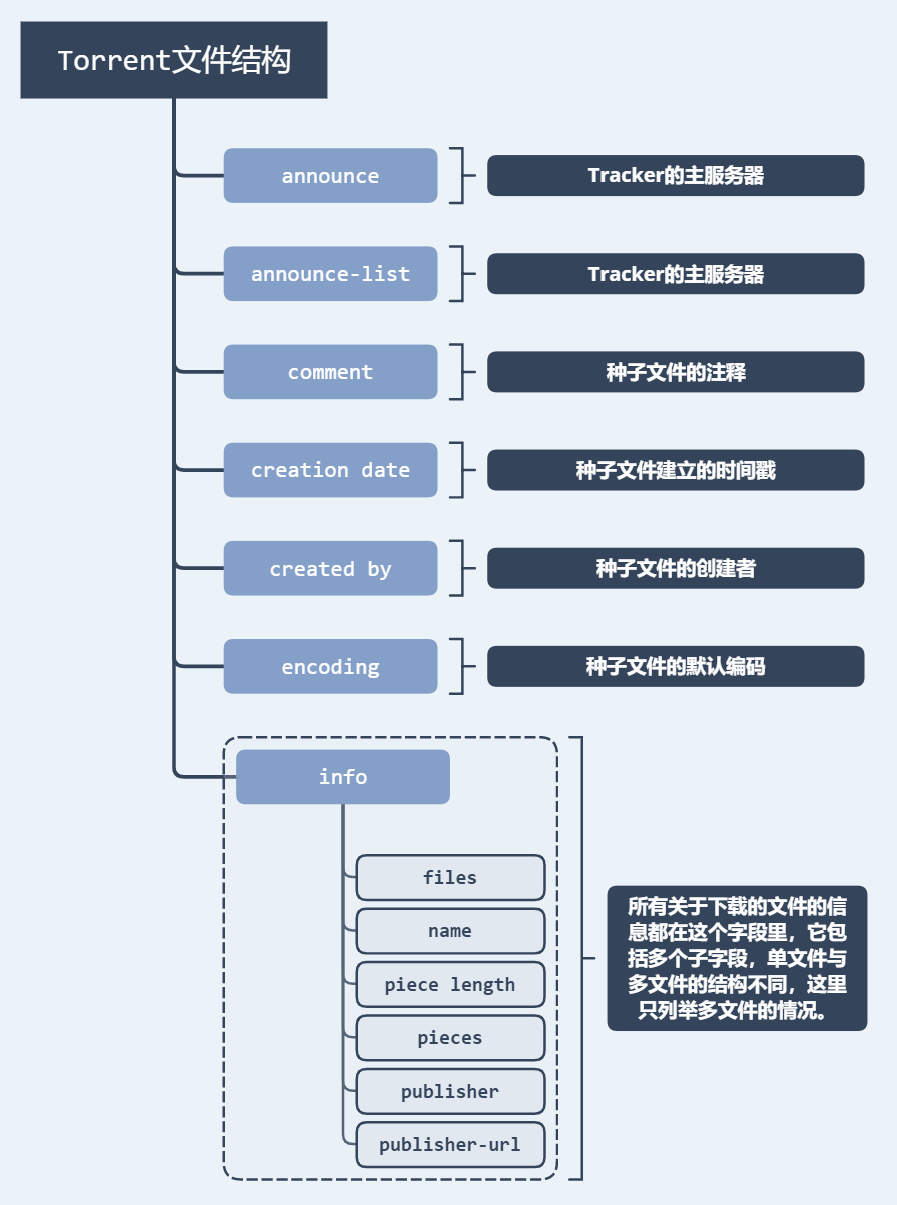 Torrent文件结构
announce
Tracker的主服务器
announce-list
Tracker的主服务器
comment
种子文件的注释
creation date
种子文件建立的时间戳
created by
种子文件的创建者
encoding
种子文件的默认编码
info
files
name
piece length
pieces
publisher
publisher-url
所有关于下载的文件的信
息都在这个字段里，它包
括多个子字段，单文件与
多文件的结构不同，这里
只列举多文件的情况。